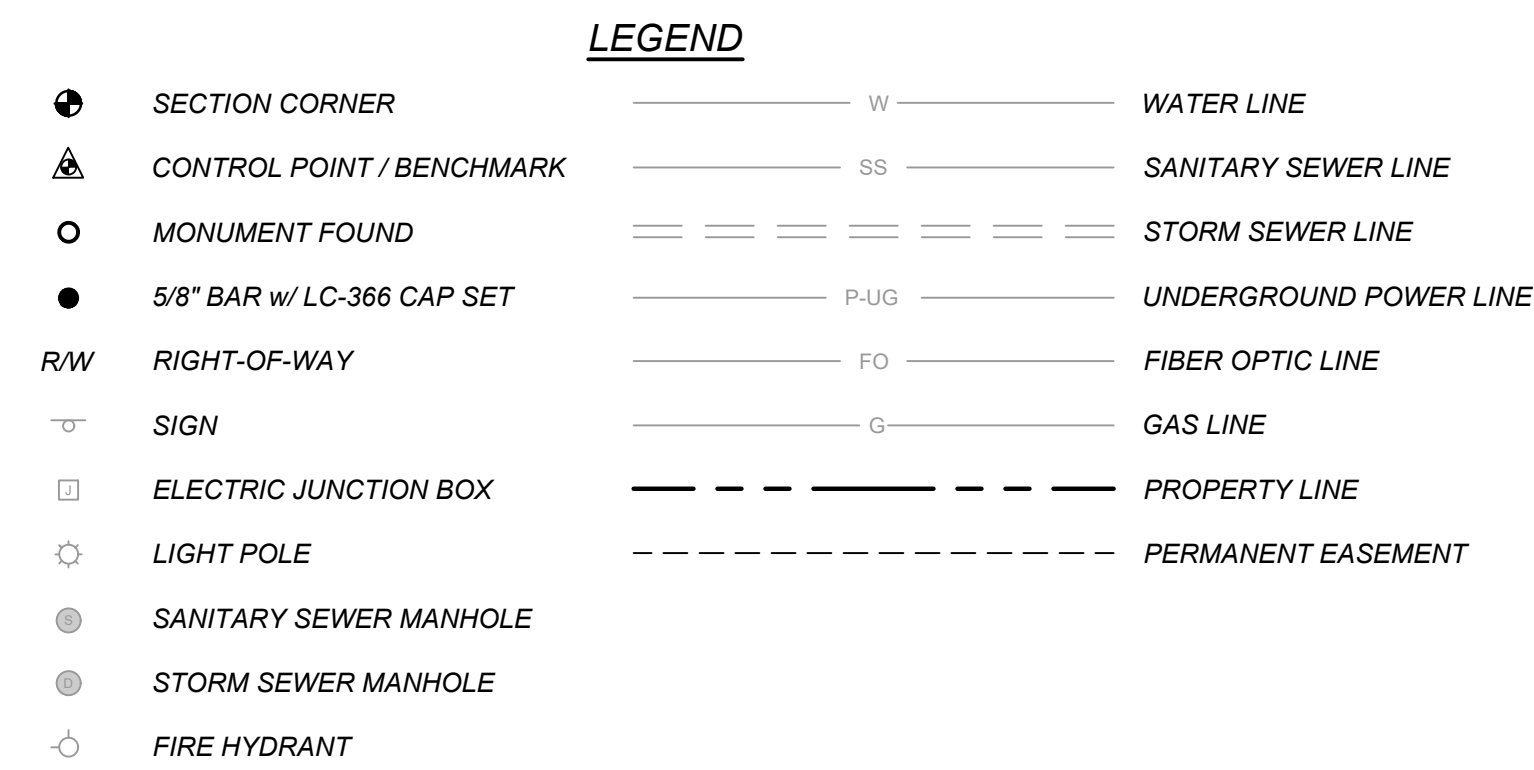 LEGEND
SECTION CORNER
CONTROL POINT / BENCHMARK
MONUMENT FOUND
5/8" BAR w/ LC-366 CAP SET
R/W RIGHT-OF-WAY
SIGN
J ELECTRIC JUNCTION BOX
LIGHT POLE
S SANITARY SEWER MANHOLE
D STORM SEWER MANHOLE
FIRE HYDRANT
W WATER LINE
SS SANITARY SEWER LINE
STORM SEWER LINE
P-UG UNDERGROUND POWER LINE
FO FIBER OPTIC LINE
G GAS LINE
PROPERTY LINE
PERMANENT EASEMENT